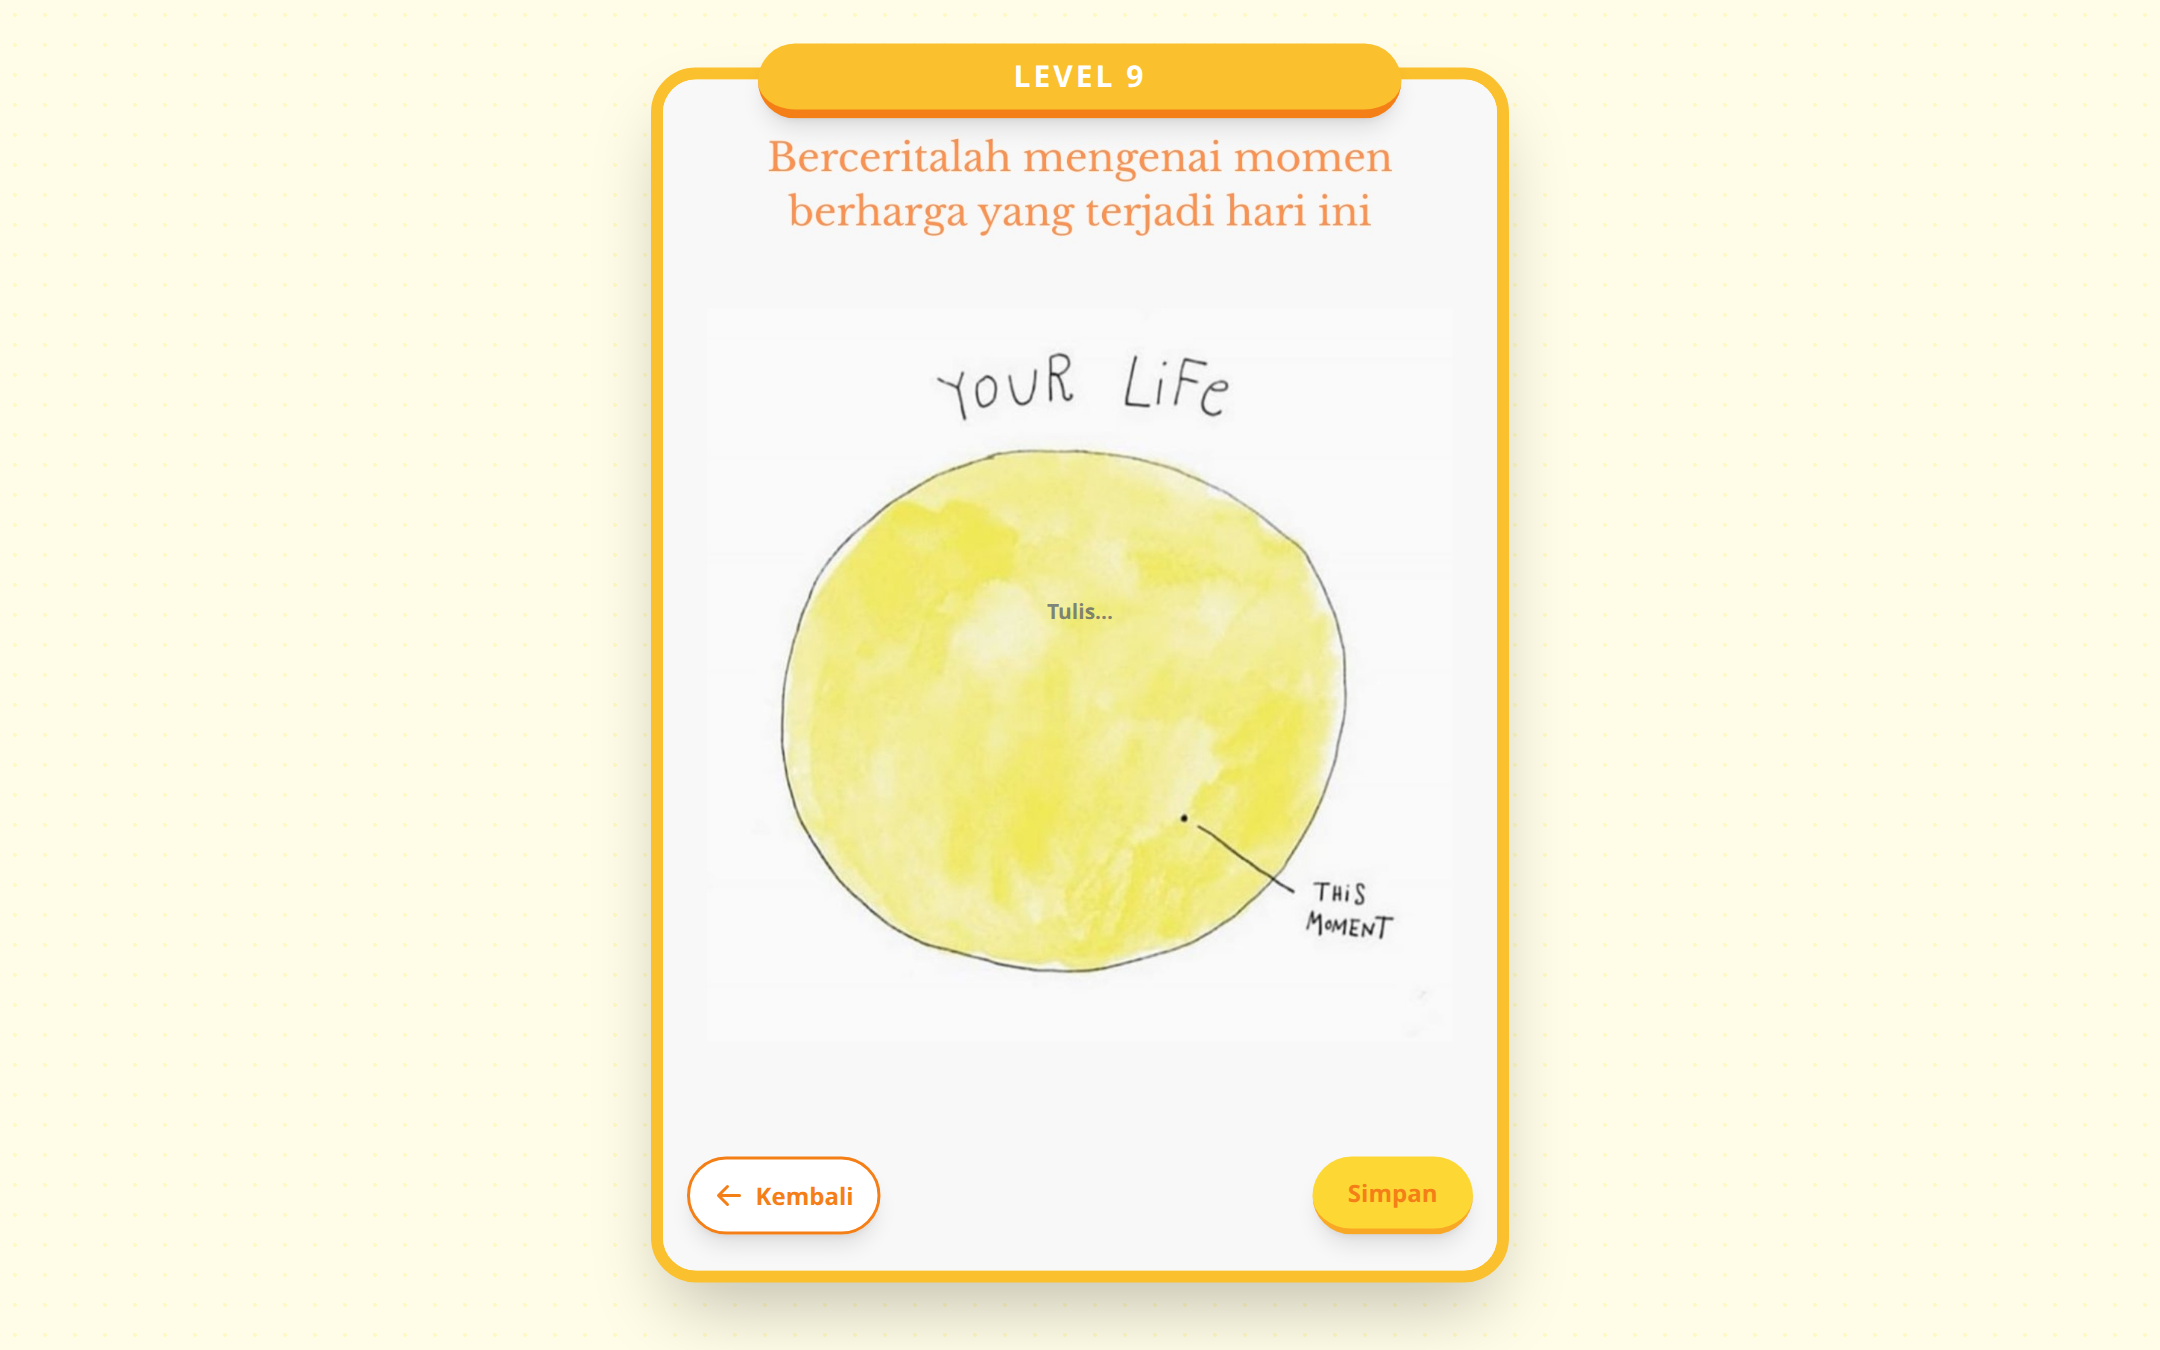 LEVEL 9
Berceritalah mengenai momen
berharga yang terjadi hari ini
YOUR LiFe
Tulis...
THiS
MOMENT
Kembali
Simpan